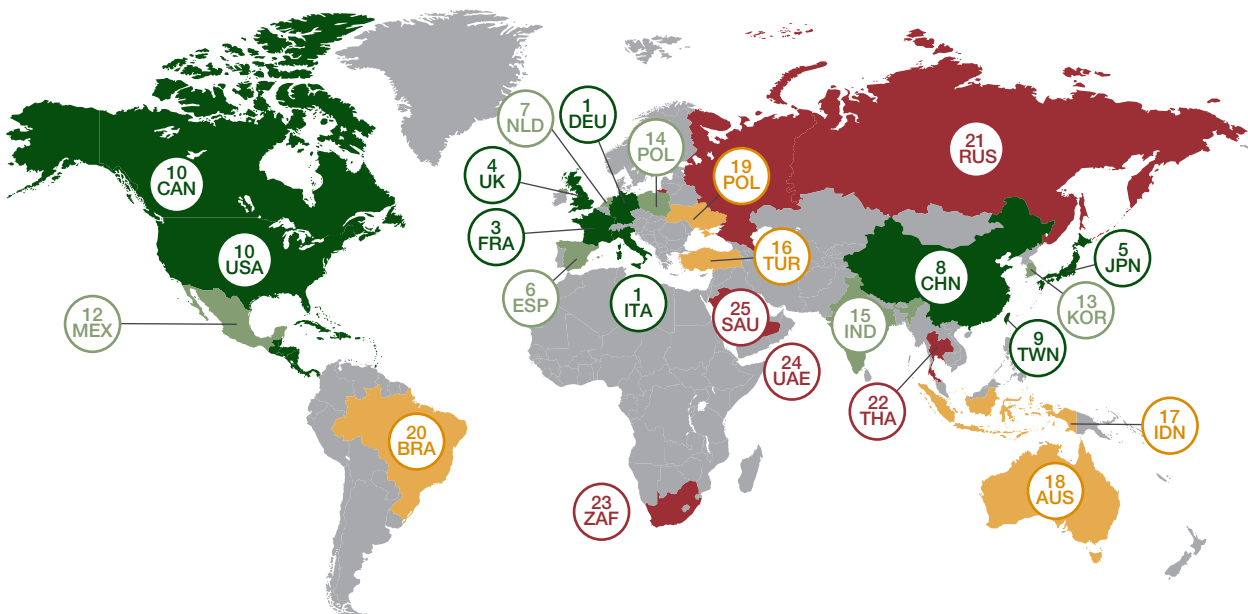 7
NLD
1
DEU
14
POL
4
UK
19
POL
21
RUS
10
CAN
3
FRA
10
USA
16
TUR
5
JPN
8
CHN
6
ESP
1
ITA
25
SAU
12
MEX
15
IND
13
KOR
9
TWN
24
UAE
22
THA
17
IDN
20
BRA
18
AUS
23
ZAF